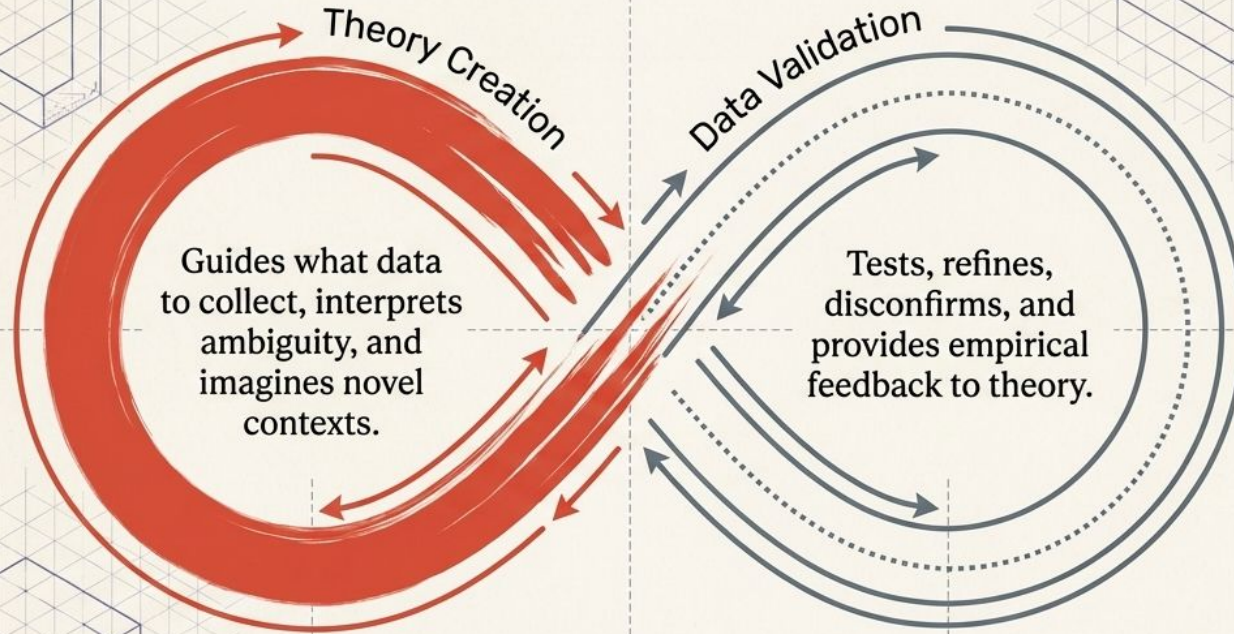 Theory Creation
Data Validation
Guides what data
to collect, interprets
ambiguity, and
imagines novel
contexts.
Tests, refines,
disconfirms, and
provides empirical
feedback to theory.